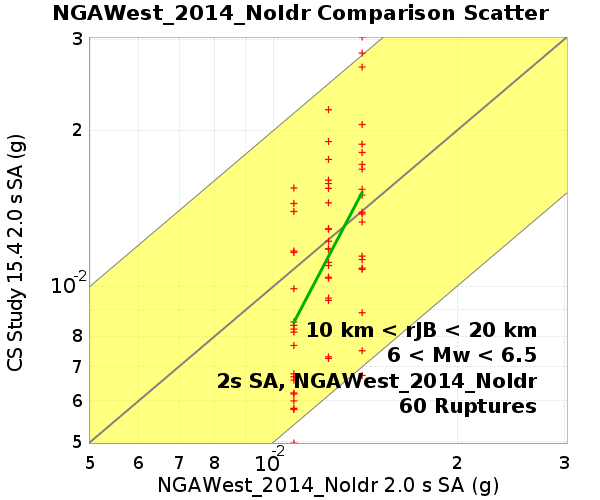 NGAWest_2014_NoIdr Comparison Scatter
CS Study 15.4 2.0 s SA (g)
3
2
10-2
8
7
6
5
10 km < rJB < 20 km
6 < Mw < 6.5
2s SA, NGAWest_2014_NoIdr
60 Ruptures
5 6 7 8 10-2 2 3
NGAWest_2014_NoIdr 2.0 s SA (g)